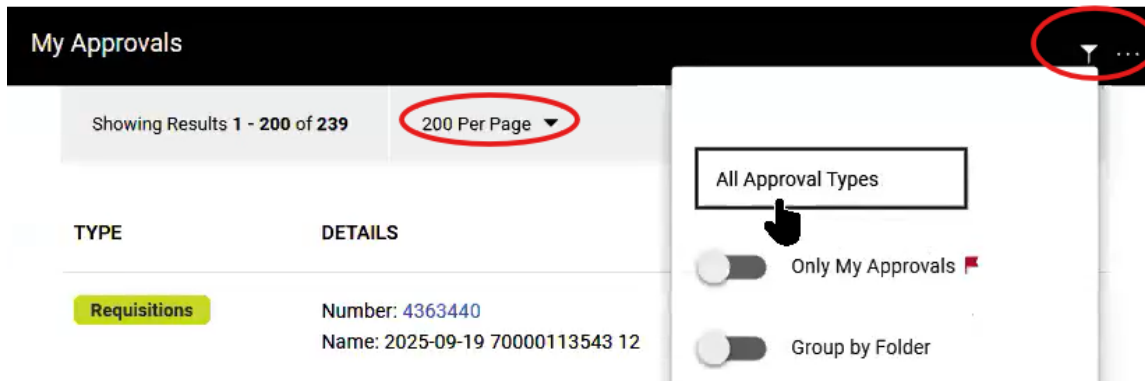 My Approvals
Showing Results 1 - 200 of 239
200 Per Page
All Approval Types
TYPE
DETAILS
Only My Approvals
Requisitions
Number: 4363440
Name: 2025-09-19 70000113543 12
Group by Folder